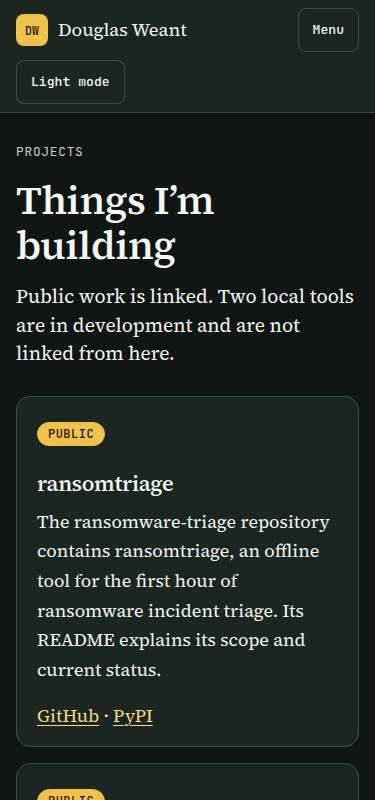 DW Douglas Weant
Menu
Light mode
PROJECTS
Things I’m
building
Public work is linked. Two local tools
are in development and are not
linked from here.
PUBLIC
ransomtriage
The ransomware-triage repository
contains ransomtriage, an offline
tool for the first hour of
ransomware incident triage. Its
README explains its scope and
current status.
GitHub · PyPI
PUBLIC